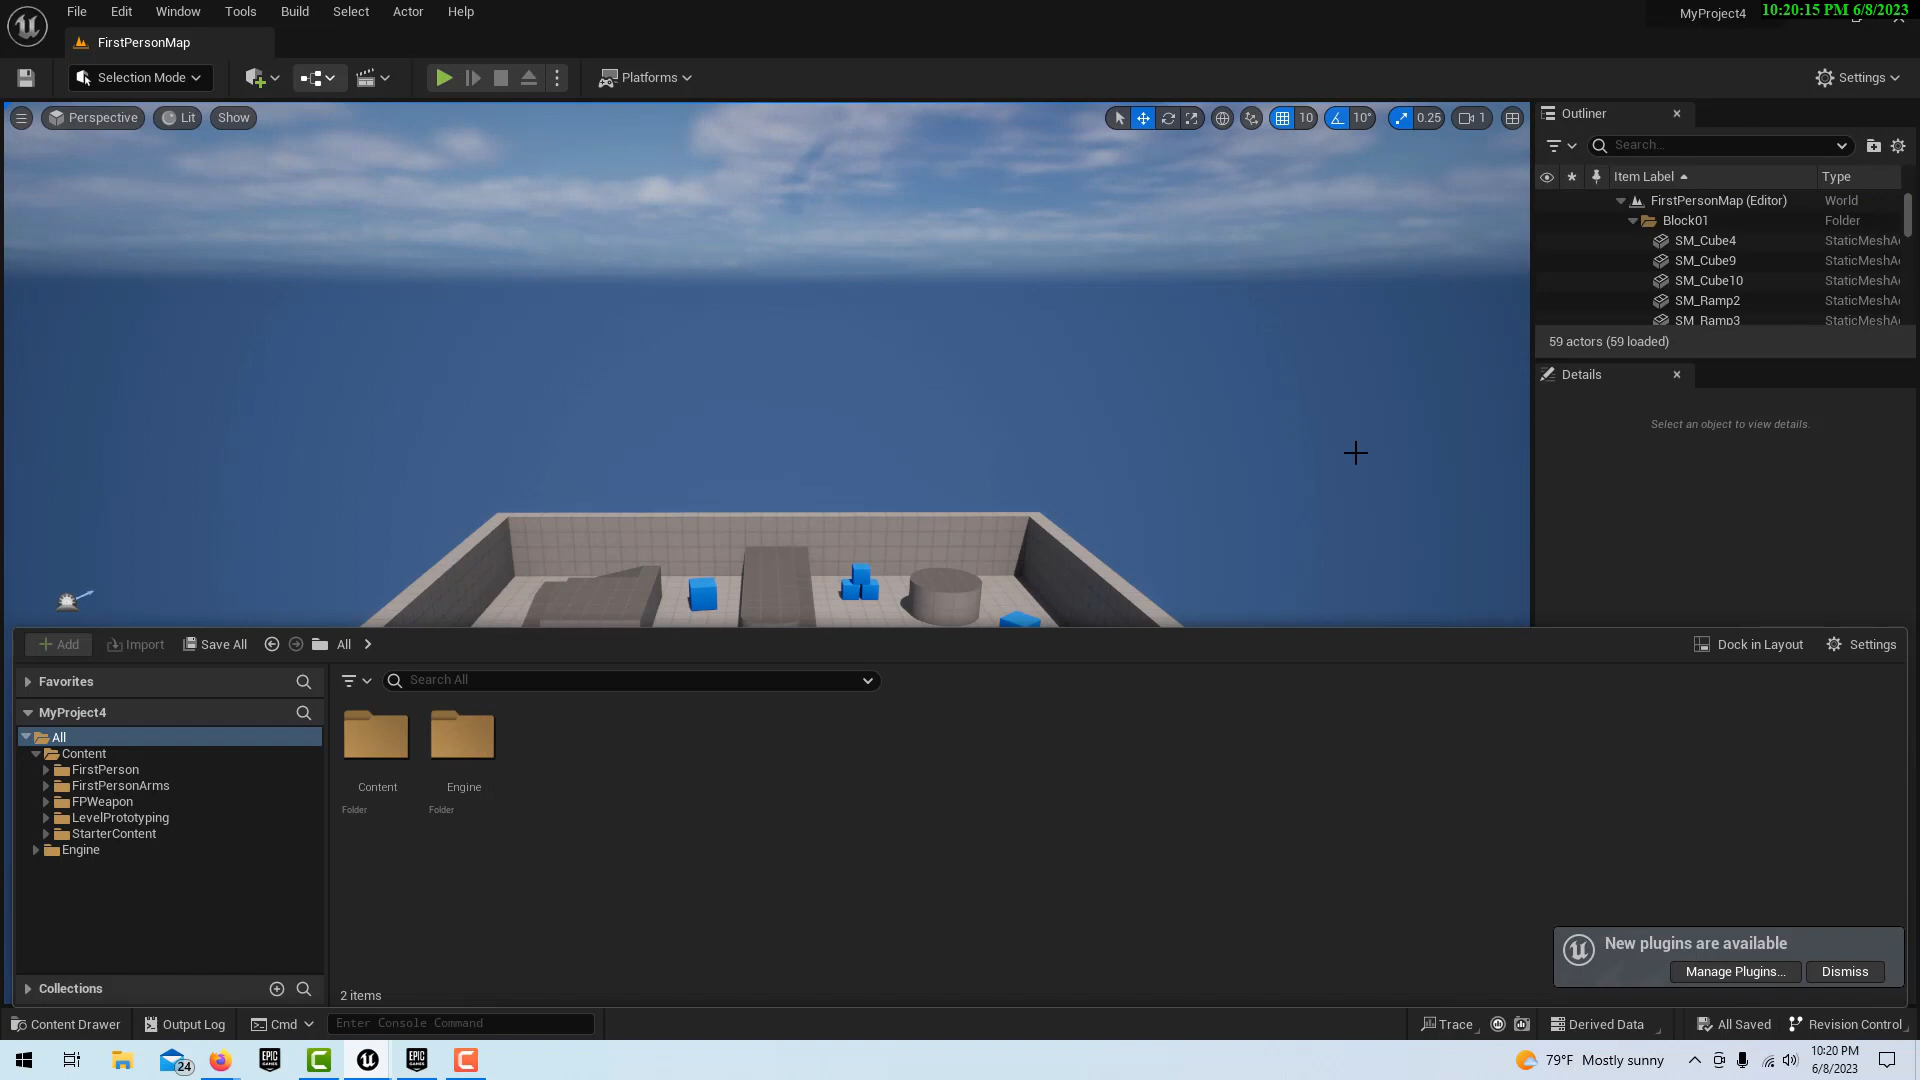 File Edit Window Tools Build Select Actor Help
MyProject4
10:20:15 PM 6/8/2023
FirstPersonMap
Selection Mode
Platforms
Settings
Perspective
Lit
Show
10
10°
0.25
1
Outliner
Search...
Item Label
Type
FirstPersonMap (Editor) World
Block01 Folder
SM_Cube4 StaticMeshA
SM_Cube9 StaticMeshA
SM_Cube10 StaticMeshA
SM_Ramp2 StaticMeshA
SM_Ramp3 StaticMeshA
59 actors (59 loaded)
Details
Select an object to view details.
Add
Import
Save All
All
Dock in Layout
Settings
Favorites
MyProject4
All
Content
FirstPerson
FirstPersonArms
FPWeapon
LevelPrototyping
StarterContent
Engine
Collections
Search All
Content
Folder
Engine
Folder
2 items
New plugins are available
Manage Plugins...
Dismiss
Content Drawer
Output Log
Cmd
Enter Console Command
Trace
Derived Data
All Saved
Revision Control
24
EPIC GAMES
EPIC GAMES
79°F Mostly sunny
10:20 PM
6/8/2023